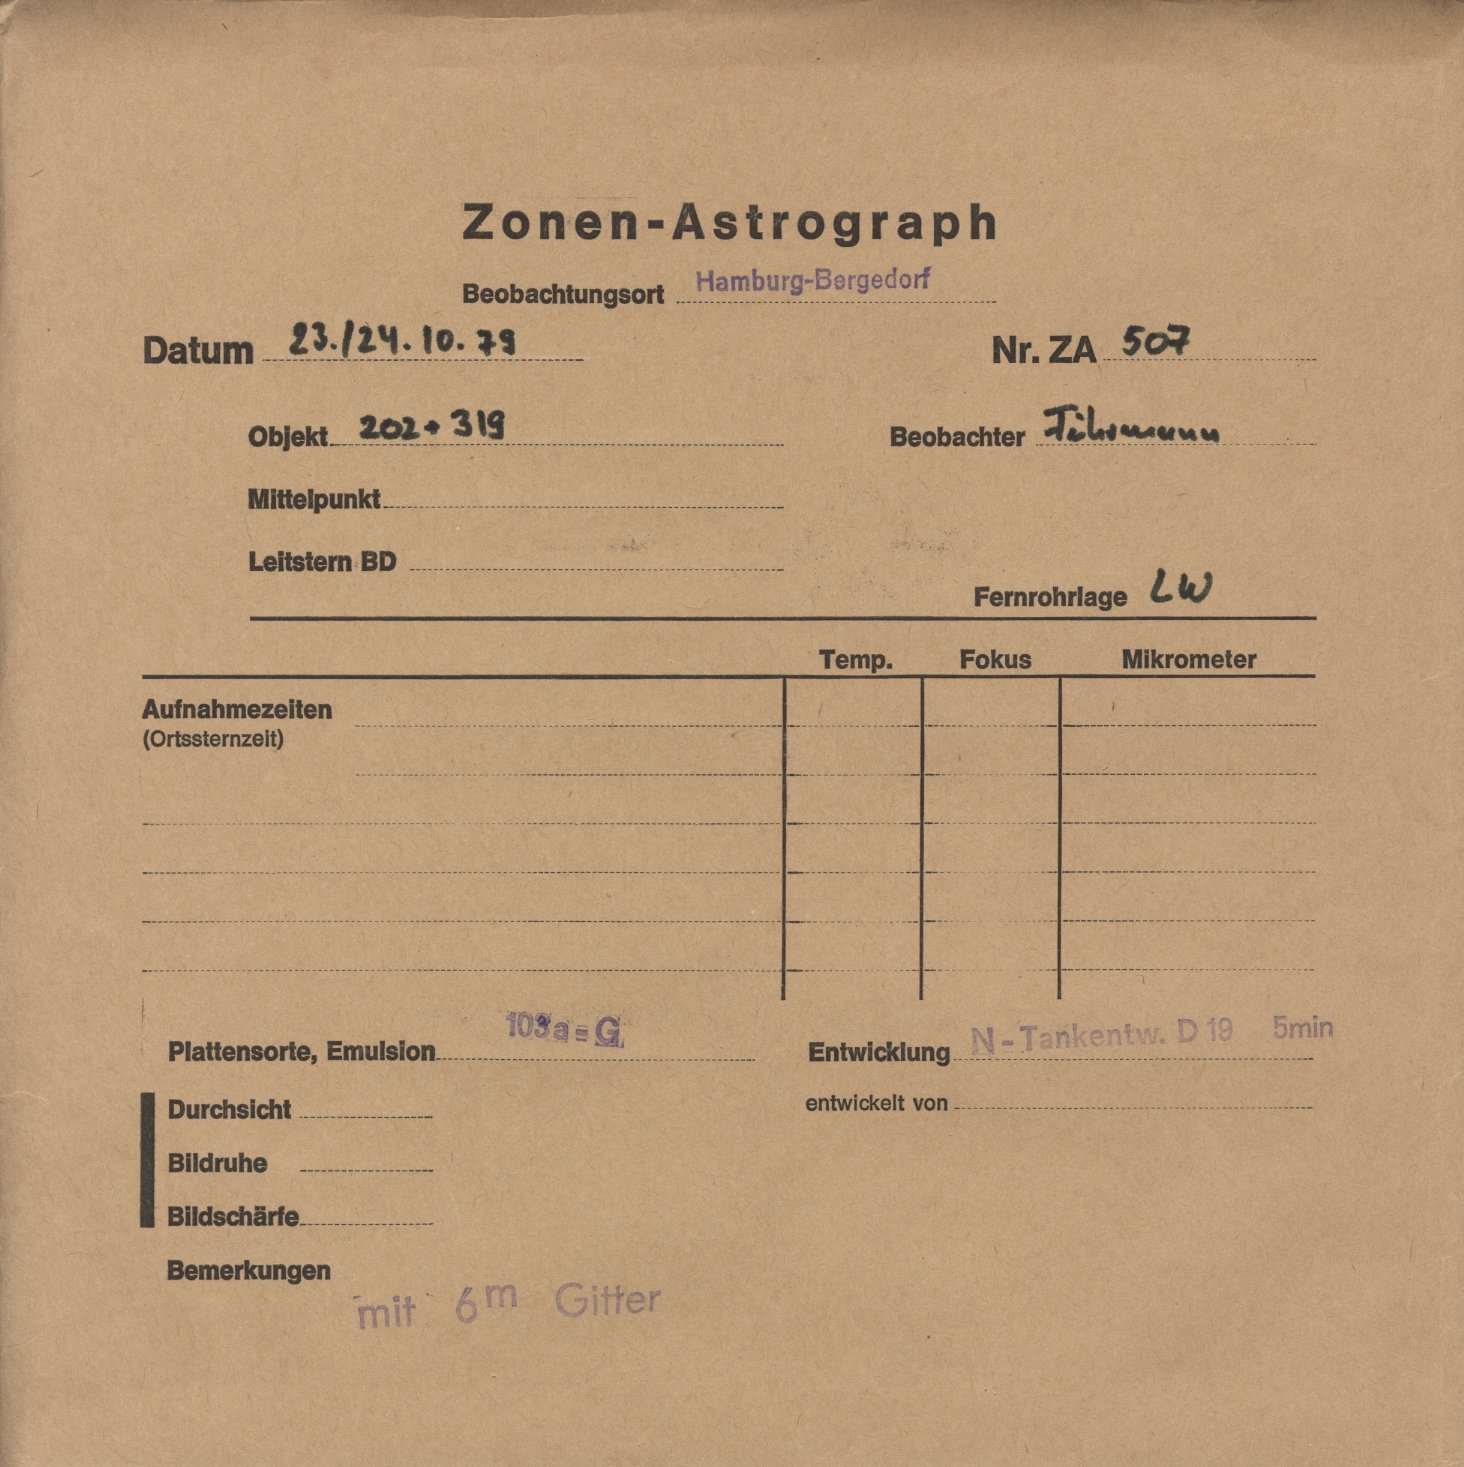 Zonen-Astrograph
Beobachtungsort Hamburg-Bergedorf
Datum 23./24.10.79 Nr. ZA 507
Objekt 202+319 Beobachter
Mittelpunkt
Leitstern BD
Fernrohrlage LW
Temp. Fokus Mikrometer
Aufnahmezeiten
(Ortssternzeit)
Plattensorte, Emulsion 103a-G Entwicklung N-Tankentw. D 19 5min
Durchsicht entwickelt von
Bildruhe
Bildschärfe
Bemerkungen
mit 6m Gitter